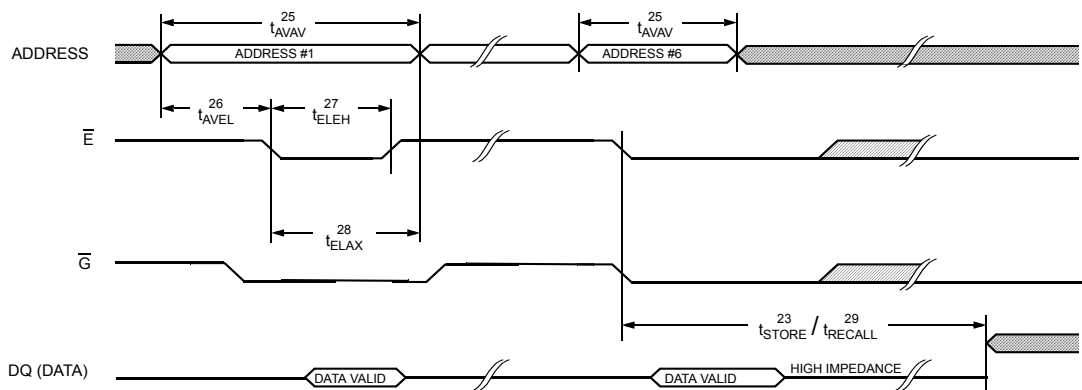 25
tAVAV
25
tAVAV
ADDRESS
ADDRESS #1
ADDRESS #6
26
tAVEL
27
tELEH
E
28
tELAX
G
23 29
tSTORE / tRECALL
DQ (DATA)
DATA VALID
DATA VALID
HIGH IMPEDANCE